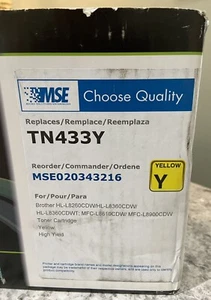 MSE
Choose Quality
Replaces/Remplace/Reemplaza
TN433Y
Reorder/Commander/Ordene
MSE020343216
YELLOW
Y
For/Pour/Para
Brother HL-L8260CDW/HL-L8360CDW/
HL-L8360CDWT; MFC-L8610CDW/ MFC-L8900CDW
Toner Cartridge
Yellow
High Yield